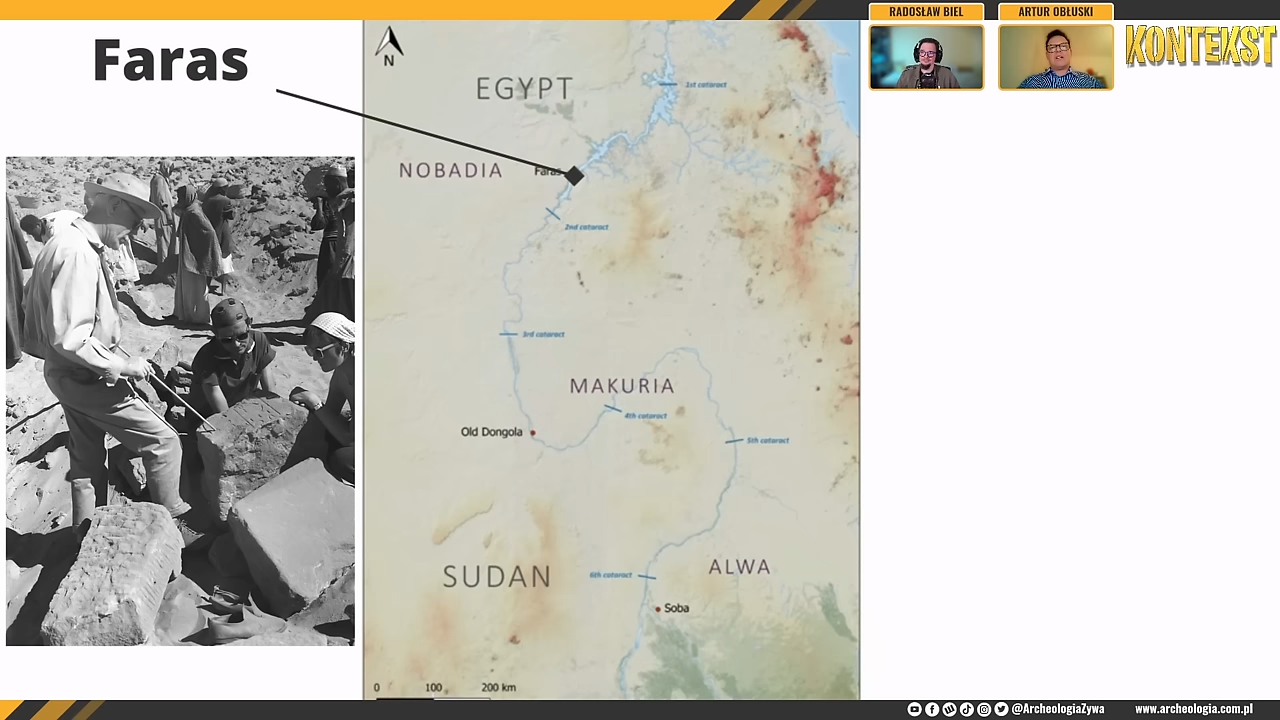 Faras
N
EGYPT
1st cataract
NOBADIA
Faras
2nd cataract
3rd cataract
MAKURIA
4th cataract
Old Dongola
5th cataract
SUDAN
ALWA
6th cataract
Soba
0 100 200 km
RADOSŁAW BIEL
ARTUR OBŁUSKI
KONTEKST
@ArcheologiaZywa
www.archeologia.com.pl